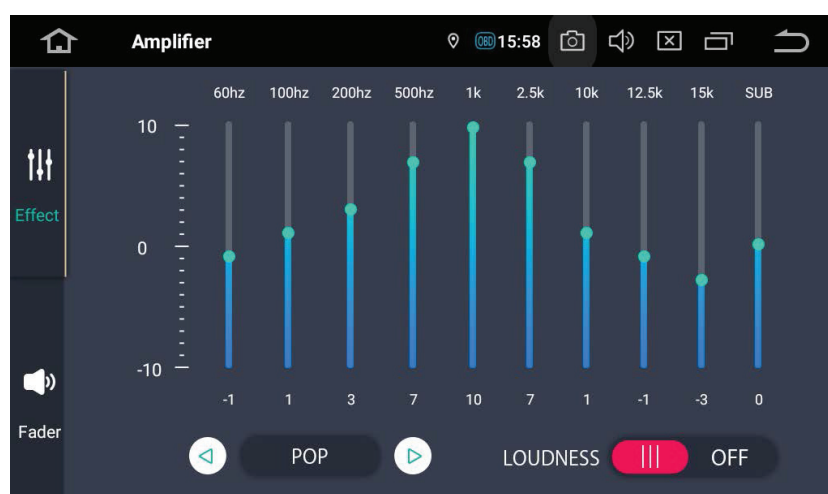 Amplifier OBD 15:58
60hz 100hz 200hz 500hz 1k 2.5k 10k 12.5k 15k SUB
10
Effect
0
-10
-1 1 3 7 10 7 1 -1 -3 0
Fader
POP LOUDNESS OFF